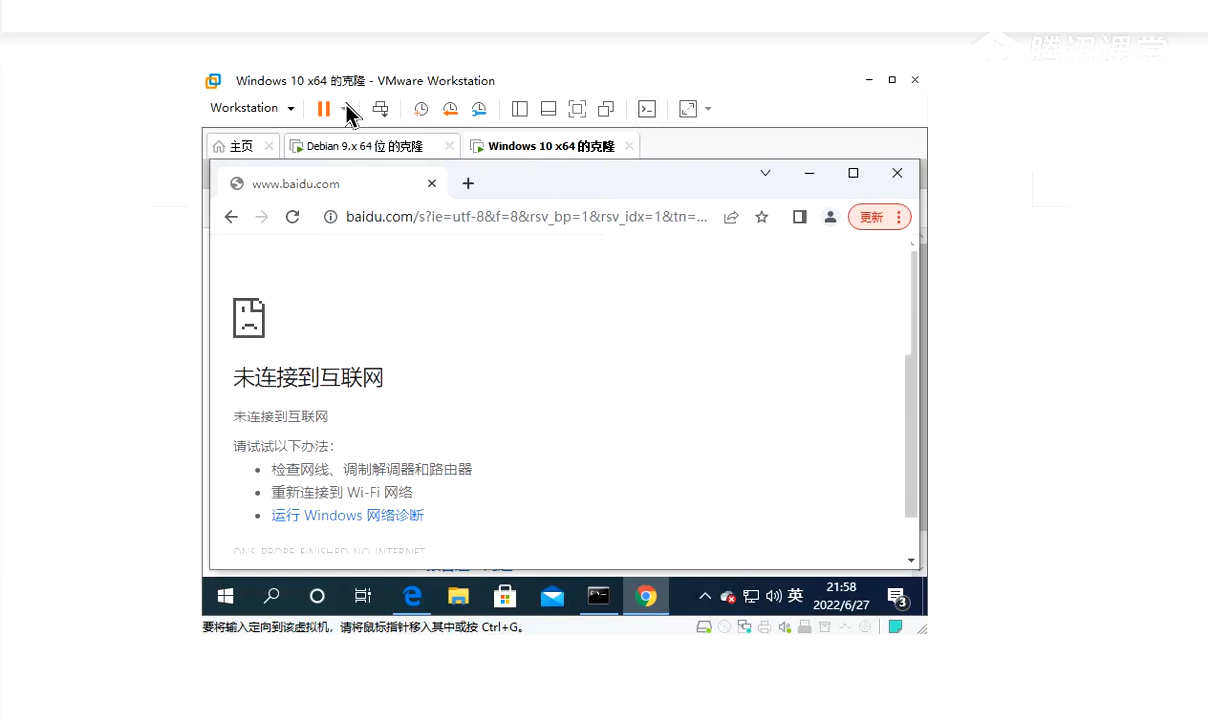 腾讯课堂
Windows 10 x64 的克隆 - VMware Workstation
Workstation
主页
Debian 9.x 64 位 的克隆
Windows 10 x64 的克隆
www.baidu.com
baidu.com/s?ie=utf-8&f=8&rsv_bp=1&rsv_idx=1&tn=...
更新
未连接到互联网
未连接到互联网
请试试以下办法：
检查网线、调制解调器和路由器
重新连接到 Wi-Fi 网络
运行 Windows 网络诊断
DNS_PROBE_FINISHED_NO_INTERNET
英
21:58
2022/6/27
3
要将输入定向到该虚拟机，请将鼠标指针移入其中或按 Ctrl+G。